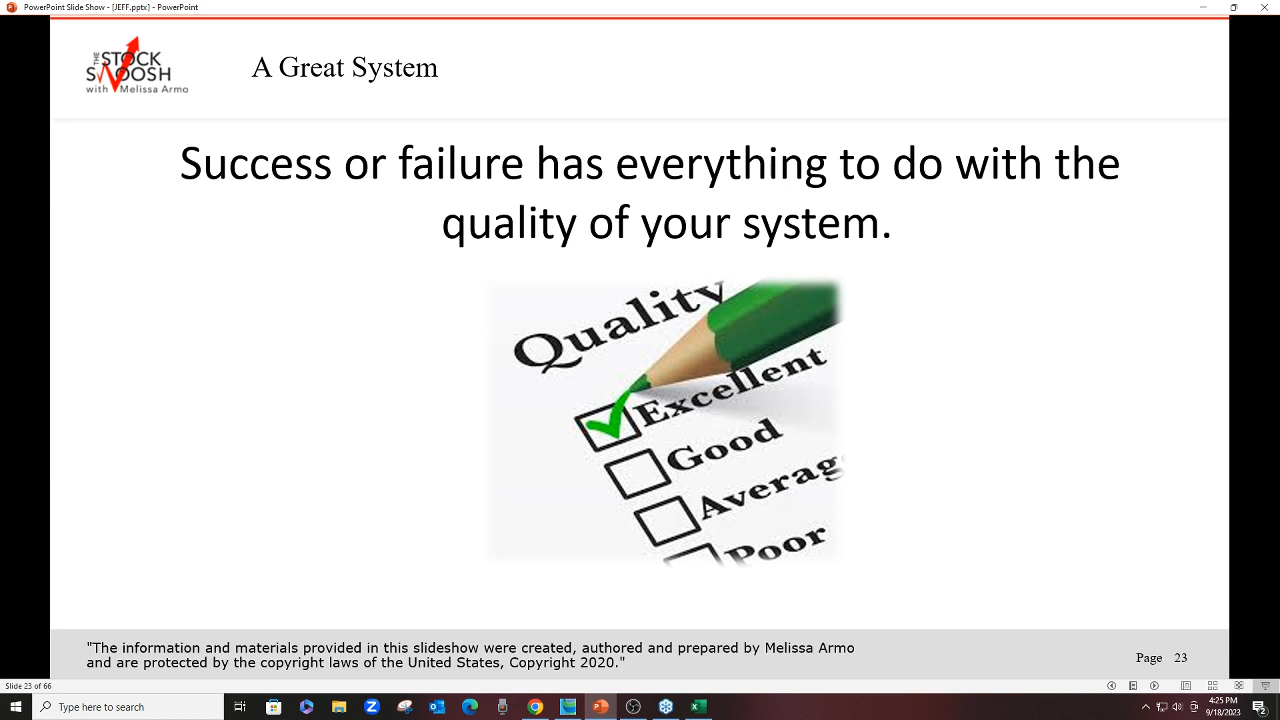 PowerPoint Slide Show - [JEFF.pptx] - PowerPoint
THE STOCK
SWOOSH
with Melissa Armo
A Great System
Success or failure has everything to do with the
quality of your system.
Quality
Excellent
Good
Average
Poor
"The information and materials provided in this slideshow were created, authored and prepared by Melissa Armo
and are protected by the copyright laws of the United States, Copyright 2020."
Page 23
Slide 23 of 66
Type here to search
4:25 PM
9/18/2023
2